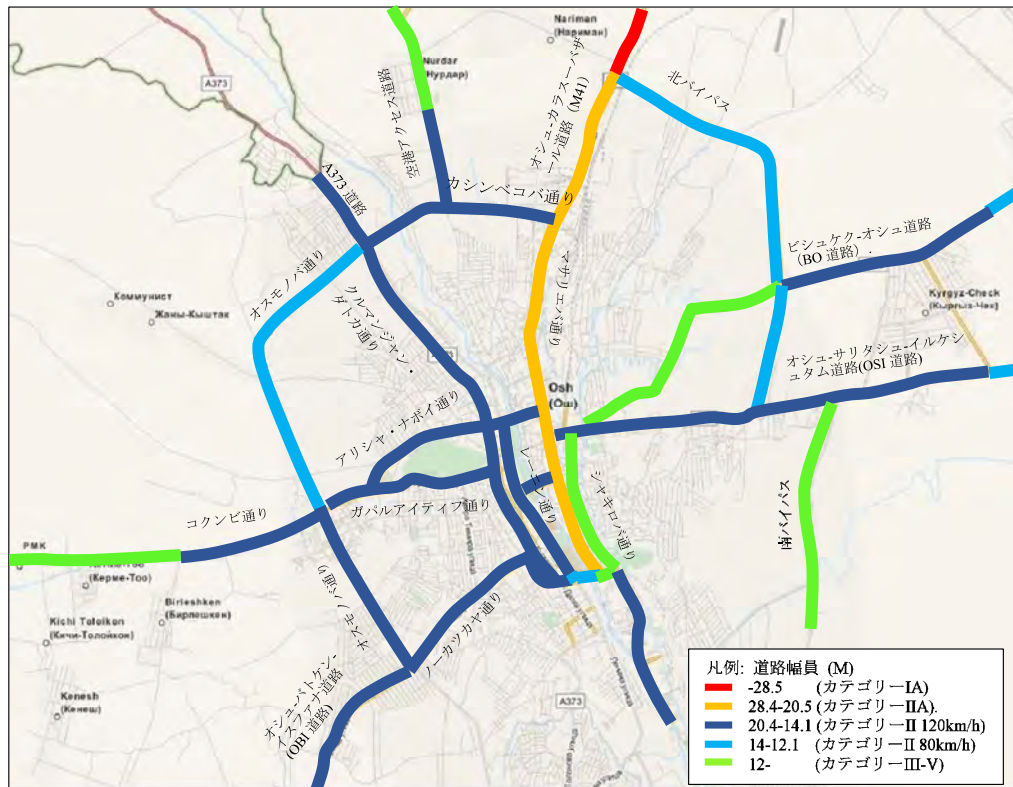 Nariman
(Нариман)
Nurdar
(Нурдар)
A373
A373 道路
空港アクセス道路
オシュ-カラスーバザ
ール道路（M41)
北バイパス
カシンベコバ通り
マサリエバ通り
ビシュケク-オシュ道路
（BO 道路）.
オスモノバ通り
クルマンジャン・
ダトカ通り
Коммунист
Жаны-Кыштак
Kyrgyz-Check
(Кыргыз-Чек)
オシュ-サリタシュ-イルケシ
ュタム道路(OSI 道路)
Osh
(Ош)
アリシャ・ナボイ通り
レーニン通り
シャキロバ通り
ガパルアイティフ通り
コクンビ通り
南バイパス
PMK
(Керме-Тоо)
Birleshken
(Бирлешкен)
Kichi Toloikon
(Кичи-Толойкон)
オスモノバ通り
ノーカツカヤ通り
Kenesh
(Кенеш)
オシュ-バトケン-
イスファナ道路
(OBI 道路)
A373
凡例: 道路幅員 (M)
-28.5 (カテゴリーIA)
28.4-20.5 (カテゴリーIIA).
20.4-14.1 (カテゴリーII 120km/h)
14-12.1 (カテゴリーII 80km/h)
12- (カテゴリーIII-V)